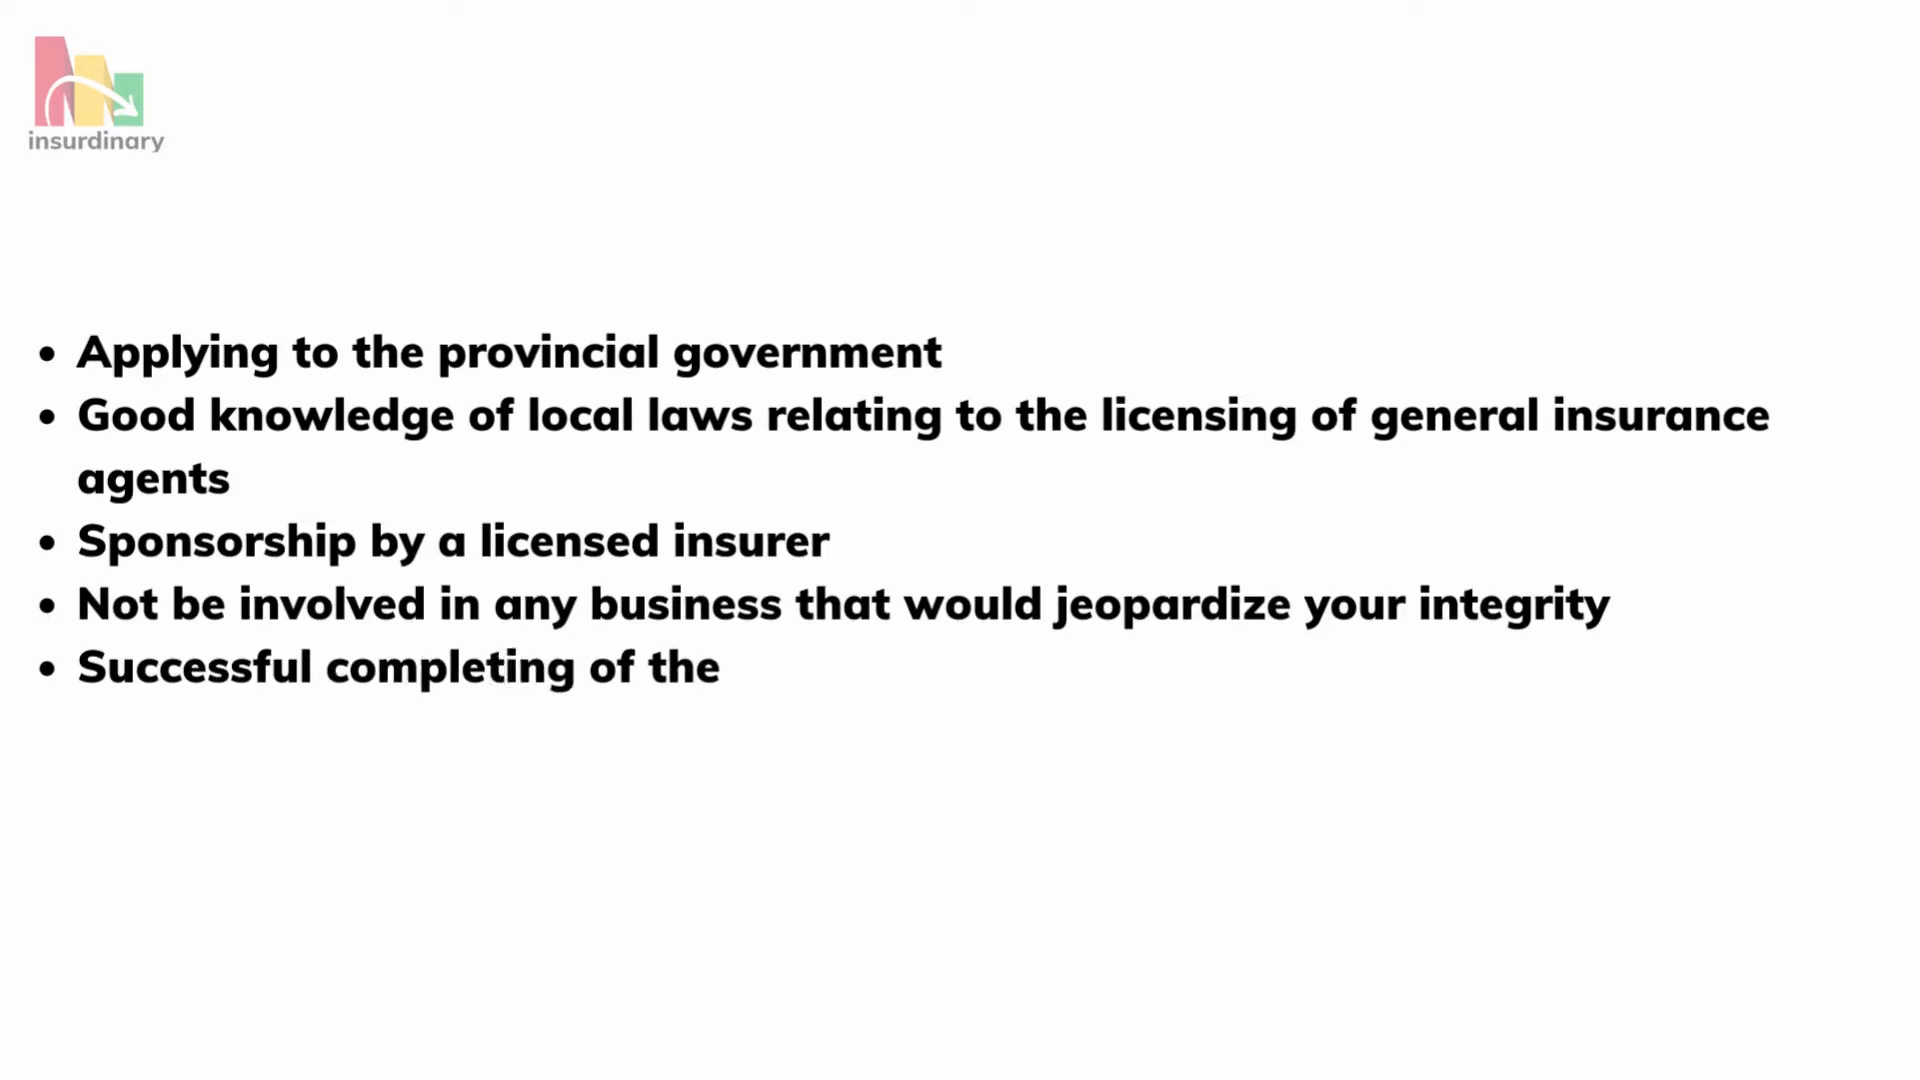 insurdinary
• Applying to the provincial government
• Good knowledge of local laws relating to the licensing of general insurance
agents
• Sponsorship by a licensed insurer
• Not be involved in any business that would jeopardize your integrity
• Successful completing of the